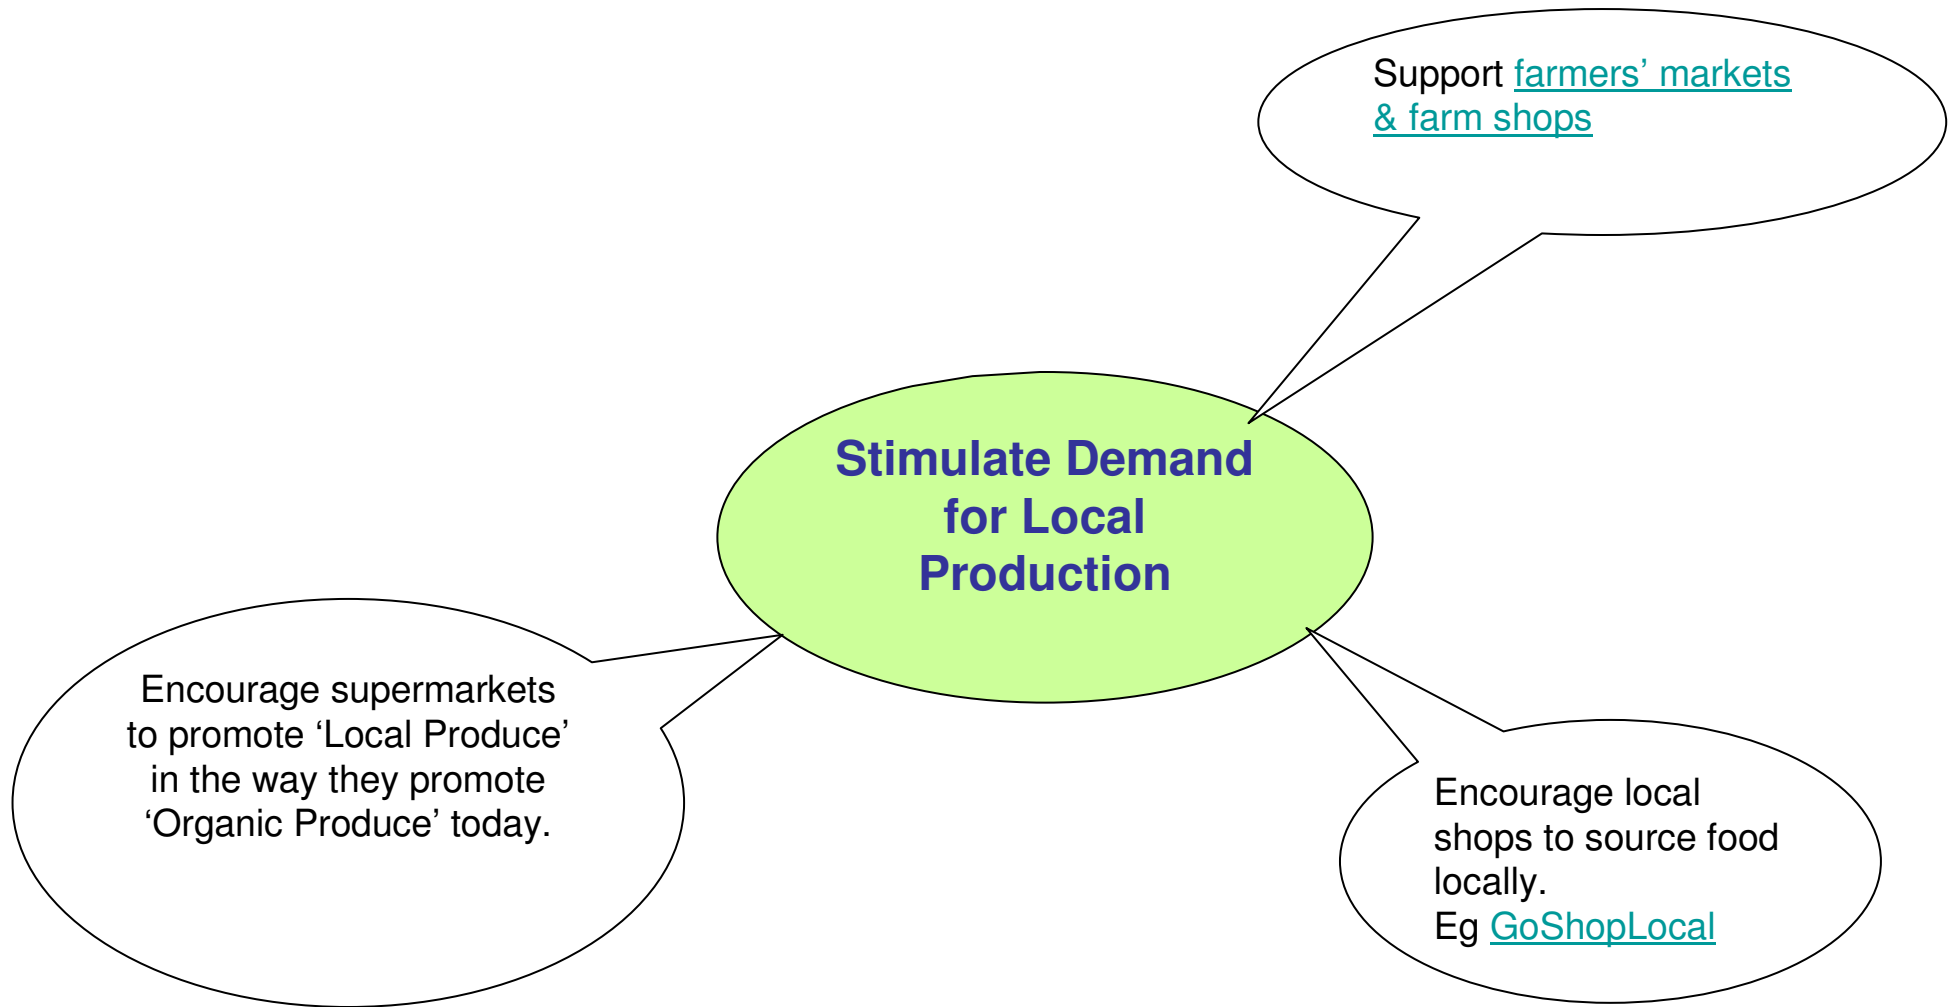 Support farmers’ markets
& farm shops
Stimulate Demand
for Local
Production
Encourage supermarkets
to promote ‘Local Produce’
in the way they promote
‘Organic Produce’ today.
Encourage local
shops to source food
locally.
Eg GoShopLocal